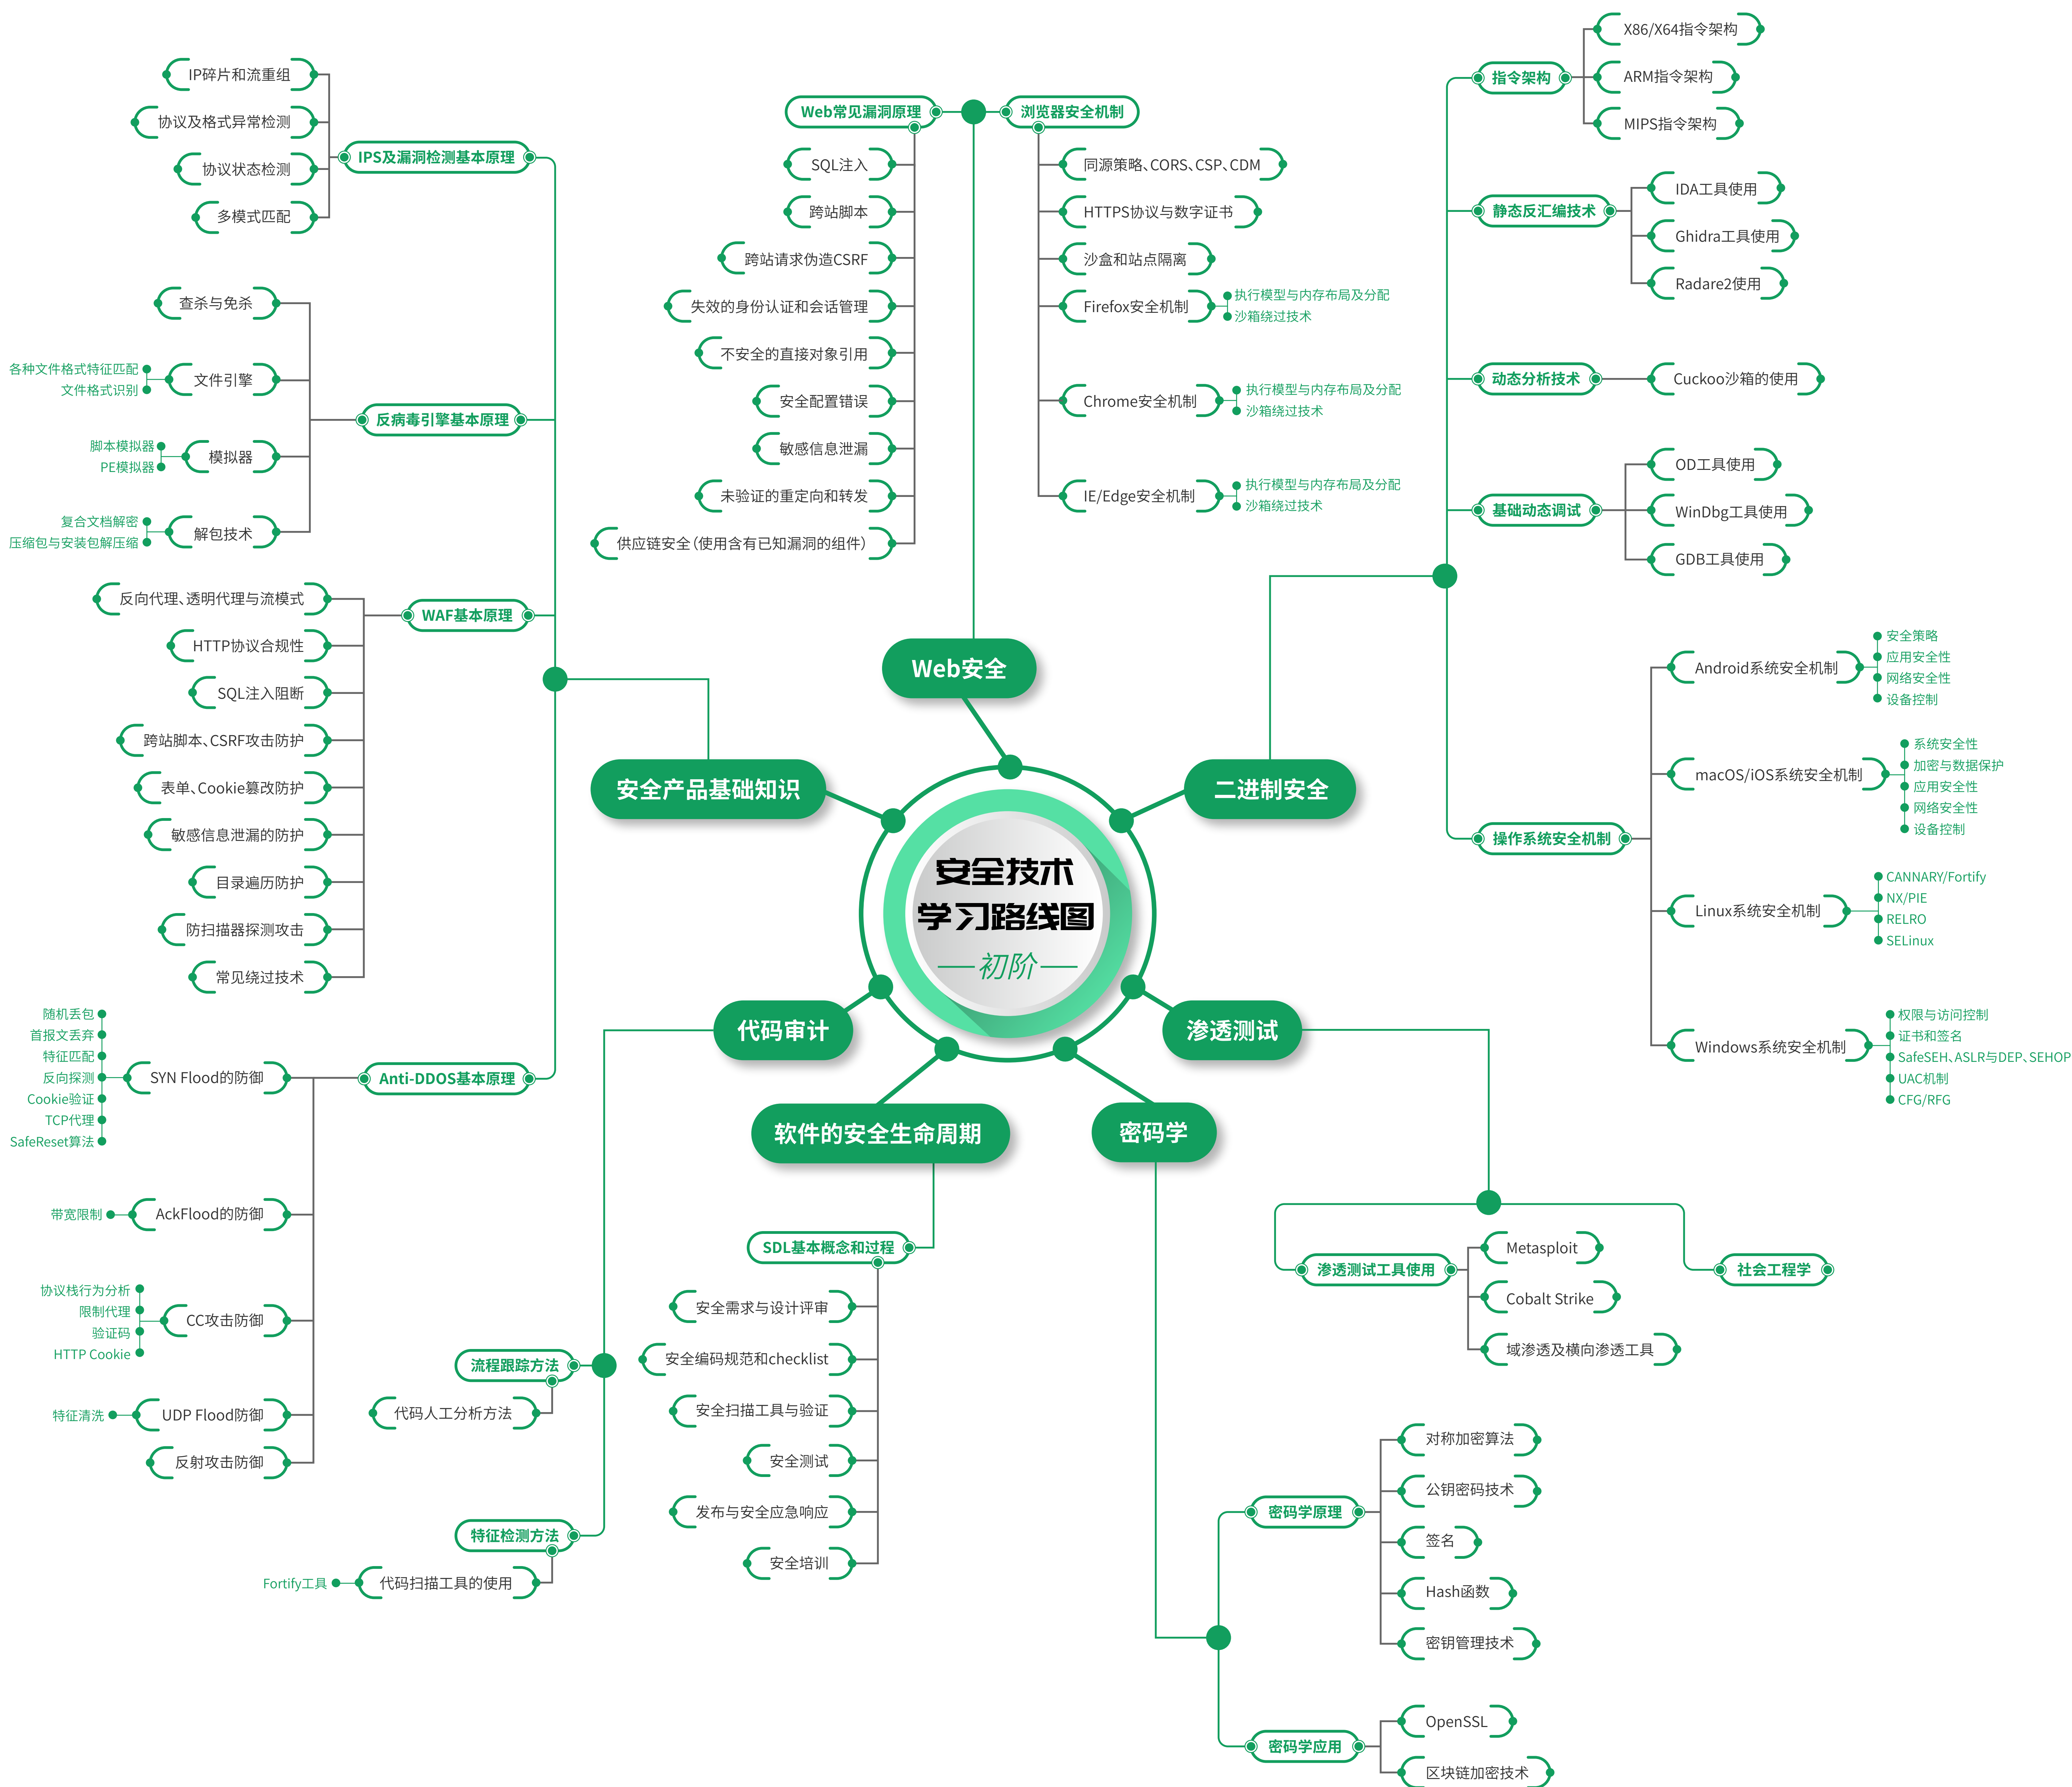 安全技术
学习路线图
初阶
Web安全
Web常见漏洞原理
SQL注入
跨站脚本
跨站请求伪造CSRF
失效的身份认证和会话管理
不安全的直接对象引用
安全配置错误
敏感信息泄漏
未验证的重定向和转发
供应链安全（使用含有已知漏洞的组件）
浏览器安全机制
同源策略、CORS、CSP、CDM
HTTPS协议与数字证书
沙盒和站点隔离
Firefox安全机制
执行模型与内存布局及分配
沙箱绕过技术
Chrome安全机制
执行模型与内存布局及分配
沙箱绕过技术
IE/Edge安全机制
执行模型与内存布局及分配
沙箱绕过技术
二进制安全
指令架构
X86/X64指令架构
ARM指令架构
MIPS指令架构
静态反汇编技术
IDA工具使用
Ghidra工具使用
Radare2使用
动态分析技术
Cuckoo沙箱的使用
基础动态调试
OD工具使用
WinDbg工具使用
GDB工具使用
操作系统安全机制
Android系统安全机制
安全策略
应用安全性
网络安全性
设备控制
macOS/iOS系统安全机制
系统安全性
加密与数据保护
应用安全性
网络安全性
设备控制
Linux系统安全机制
CANNARY/Fortify
NX/PIE
RELRO
SELinux
Windows系统安全机制
权限与访问控制
证书和签名
SafeSEH、ASLR与DEP、SEHOP
UAC机制
CFG/RFG
渗透测试
渗透测试工具使用
Metasploit
Cobalt Strike
域渗透及横向渗透工具
社会工程学
密码学
密码学原理
对称加密算法
公钥密码技术
签名
Hash函数
密钥管理技术
密码学应用
OpenSSL
区块链加密技术
软件的安全生命周期
SDL基本概念和过程
安全需求与设计评审
安全编码规范和checklist
安全扫描工具与验证
安全测试
发布与安全应急响应
安全培训
代码审计
流程跟踪方法
代码人工分析方法
特征检测方法
代码扫描工具的使用
Fortify工具
安全产品基础知识
IPS及漏洞检测基本原理
IP碎片和流重组
协议及格式异常检测
协议状态检测
多模式匹配
反病毒引擎基本原理
查杀与免杀
文件引擎
各种文件格式特征匹配
文件格式识别
模拟器
脚本模拟器
PE模拟器
解包技术
复合文档解密
压缩包与安装包解压缩
WAF基本原理
反向代理、透明代理与流模式
HTTP协议合规性
SQL注入阻断
跨站脚本、CSRF攻击防护
表单、Cookie篡改防护
敏感信息泄漏的防护
目录遍历防护
防扫描器探测攻击
常见绕过技术
Anti-DDOS基本原理
SYN Flood的防御
随机丢包
首报文丢弃
特征匹配
反向探测
Cookie验证
TCP代理
SafeReset算法
AckFlood的防御
带宽限制
CC攻击防御
协议栈行为分析
限制代理
验证码
HTTP Cookie
UDP Flood防御
特征清洗
反射攻击防御